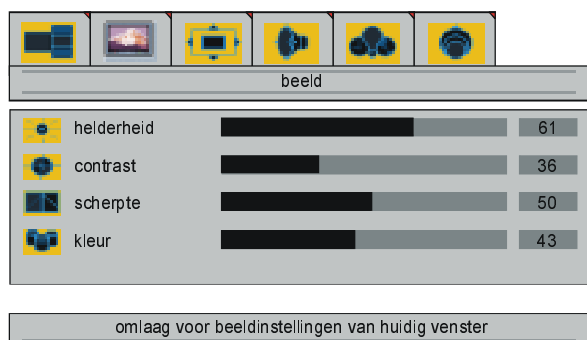 beeld
helderheid 61
contrast 36
scherpte 50
kleur 43
omlaag voor beeldinstellingen van huidig venster